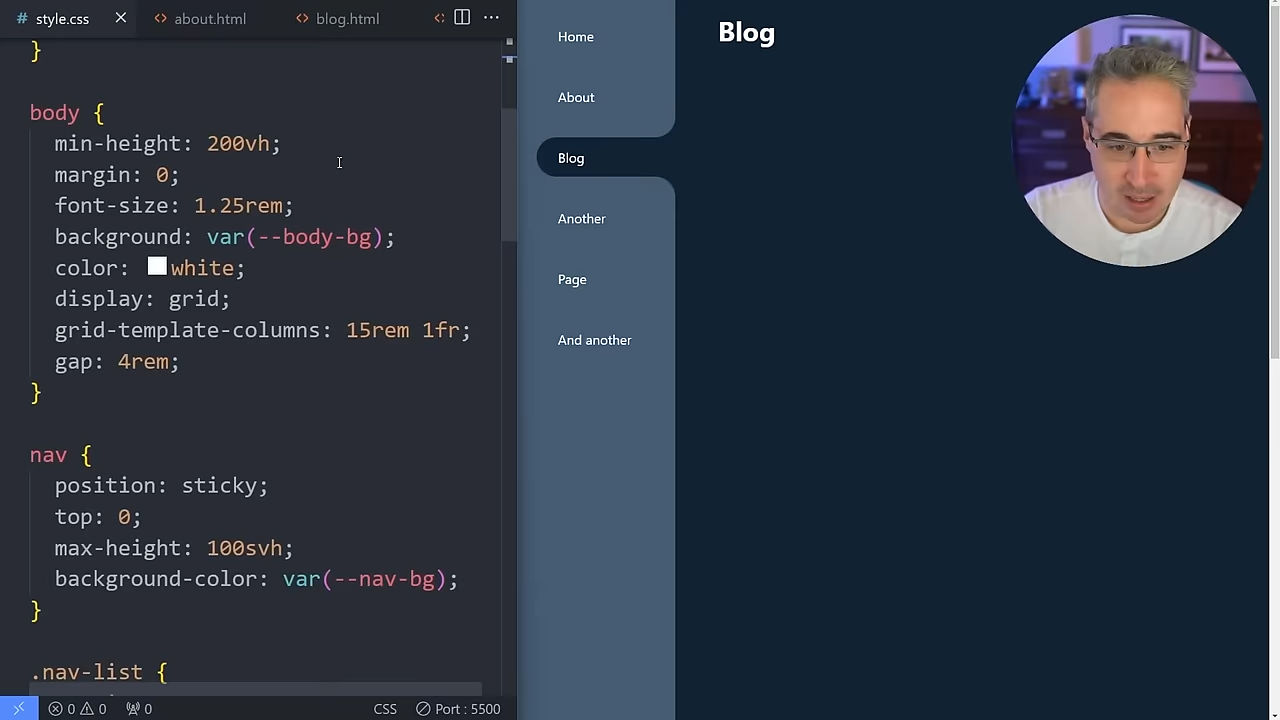 # style.css
<> about.html
<> blog.html
}
body {
min-height: 200vh;
margin: 0;
font-size: 1.25rem;
background: var(--body-bg);
color: white;
display: grid;
grid-template-columns: 15rem 1fr;
gap: 4rem;
}
nav {
position: sticky;
top: 0;
max-height: 100svh;
background-color: var(--nav-bg);
}
.nav-list {
0 0
0
CSS
Port : 5500
Home
About
Blog
Another
Page
And another
Blog